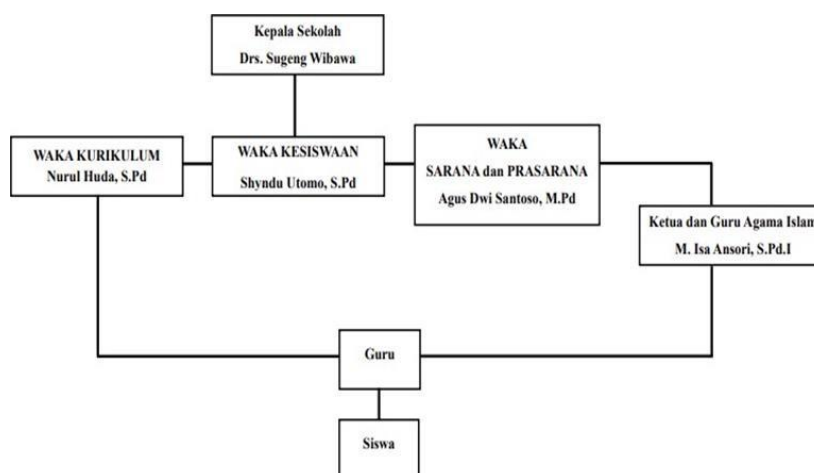 Kepala Sekolah
Drs. Sugeng Wibawa
WAKA KURIKULUM
Nurul Huda, S.Pd
WAKA KESISWAAN
Shyndu Utomo, S.Pd
WAKA
SARANA dan PRASARANA
Agus Dwi Santoso, M.Pd
Ketua dan Guru Agama Islam
M. Isa Ansori, S.Pd.I
Guru
Siswa